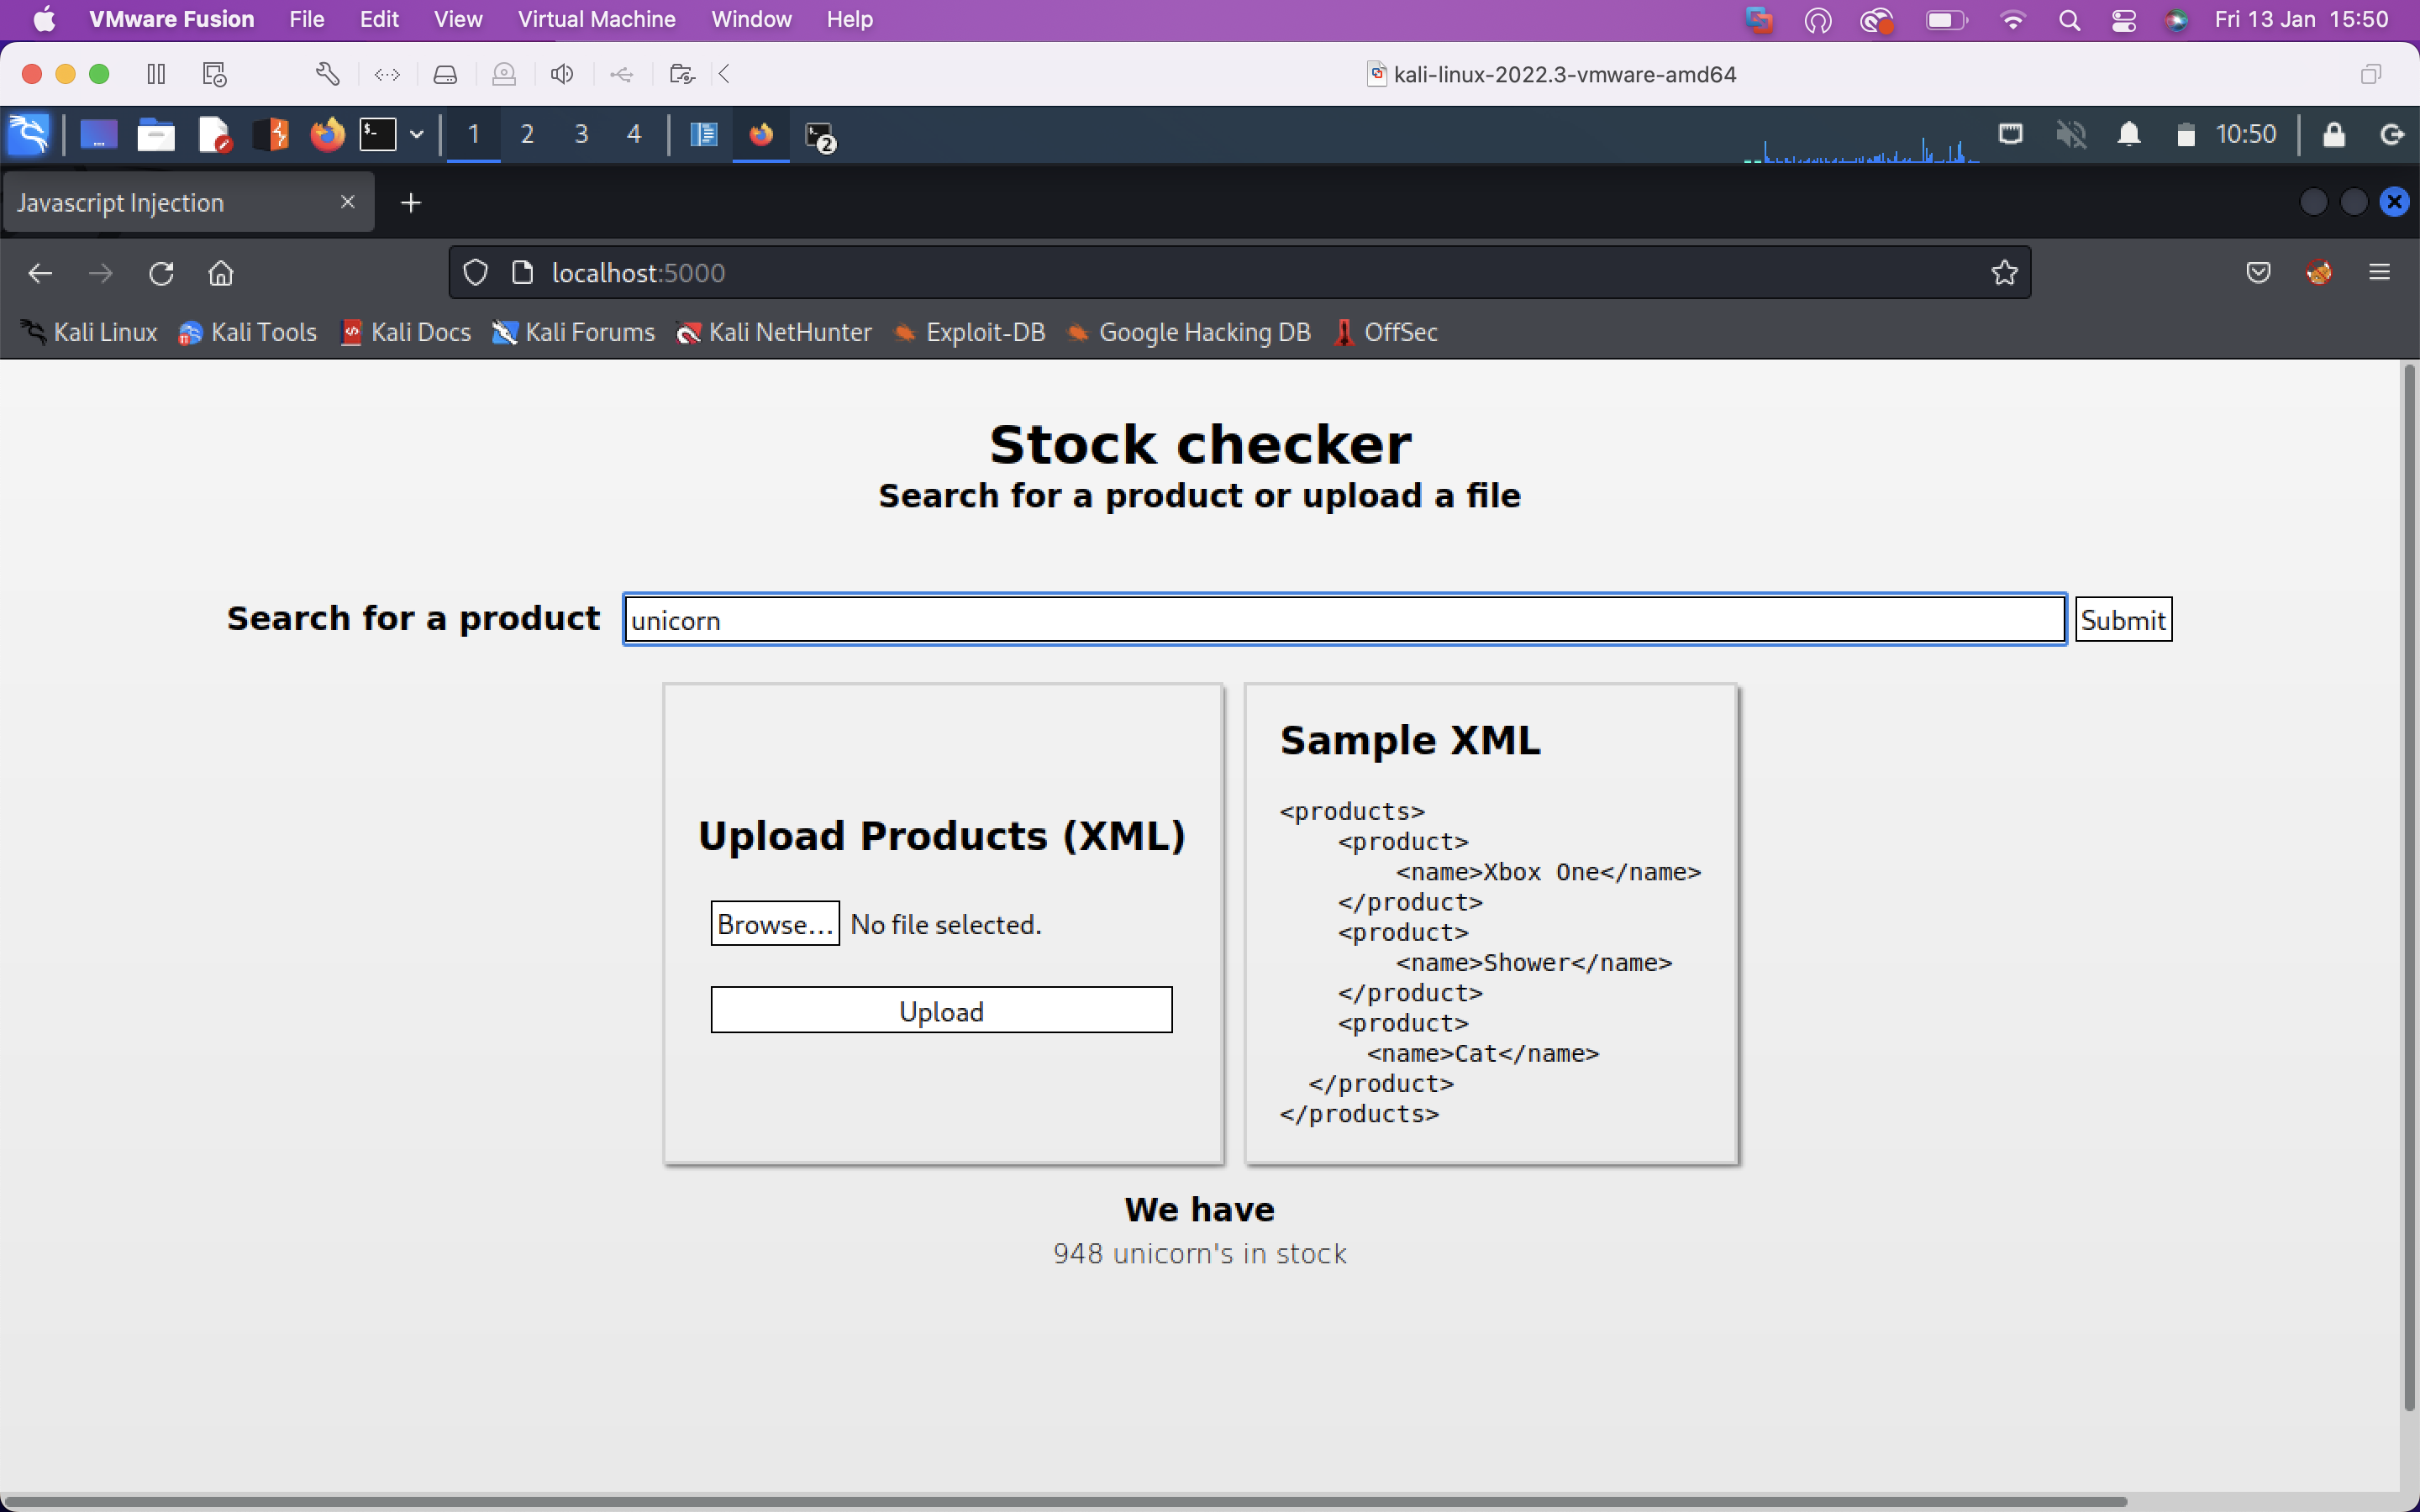 VMware Fusion File Edit View Virtual Machine Window Help Fri 13 Jan 15:50
kali-linux-2022.3-vmware-amd64
1 2 3 4 2 10:50
Javascript Injection
localhost:5000
Kali Linux Kali Tools Kali Docs Kali Forums Kali NetHunter Exploit-DB Google Hacking DB OffSec
Stock checker
Search for a product or upload a file
Search for a product unicorn Submit
Upload Products (XML)
Browse... No file selected.
Upload
Sample XML
<products>
    <product>
        <name>Xbox One</name>
    </product>
    <product>
        <name>Shower</name>
    </product>
    <product>
      <name>Cat</name>
  </product>
</products>
We have
948 unicorn's in stock